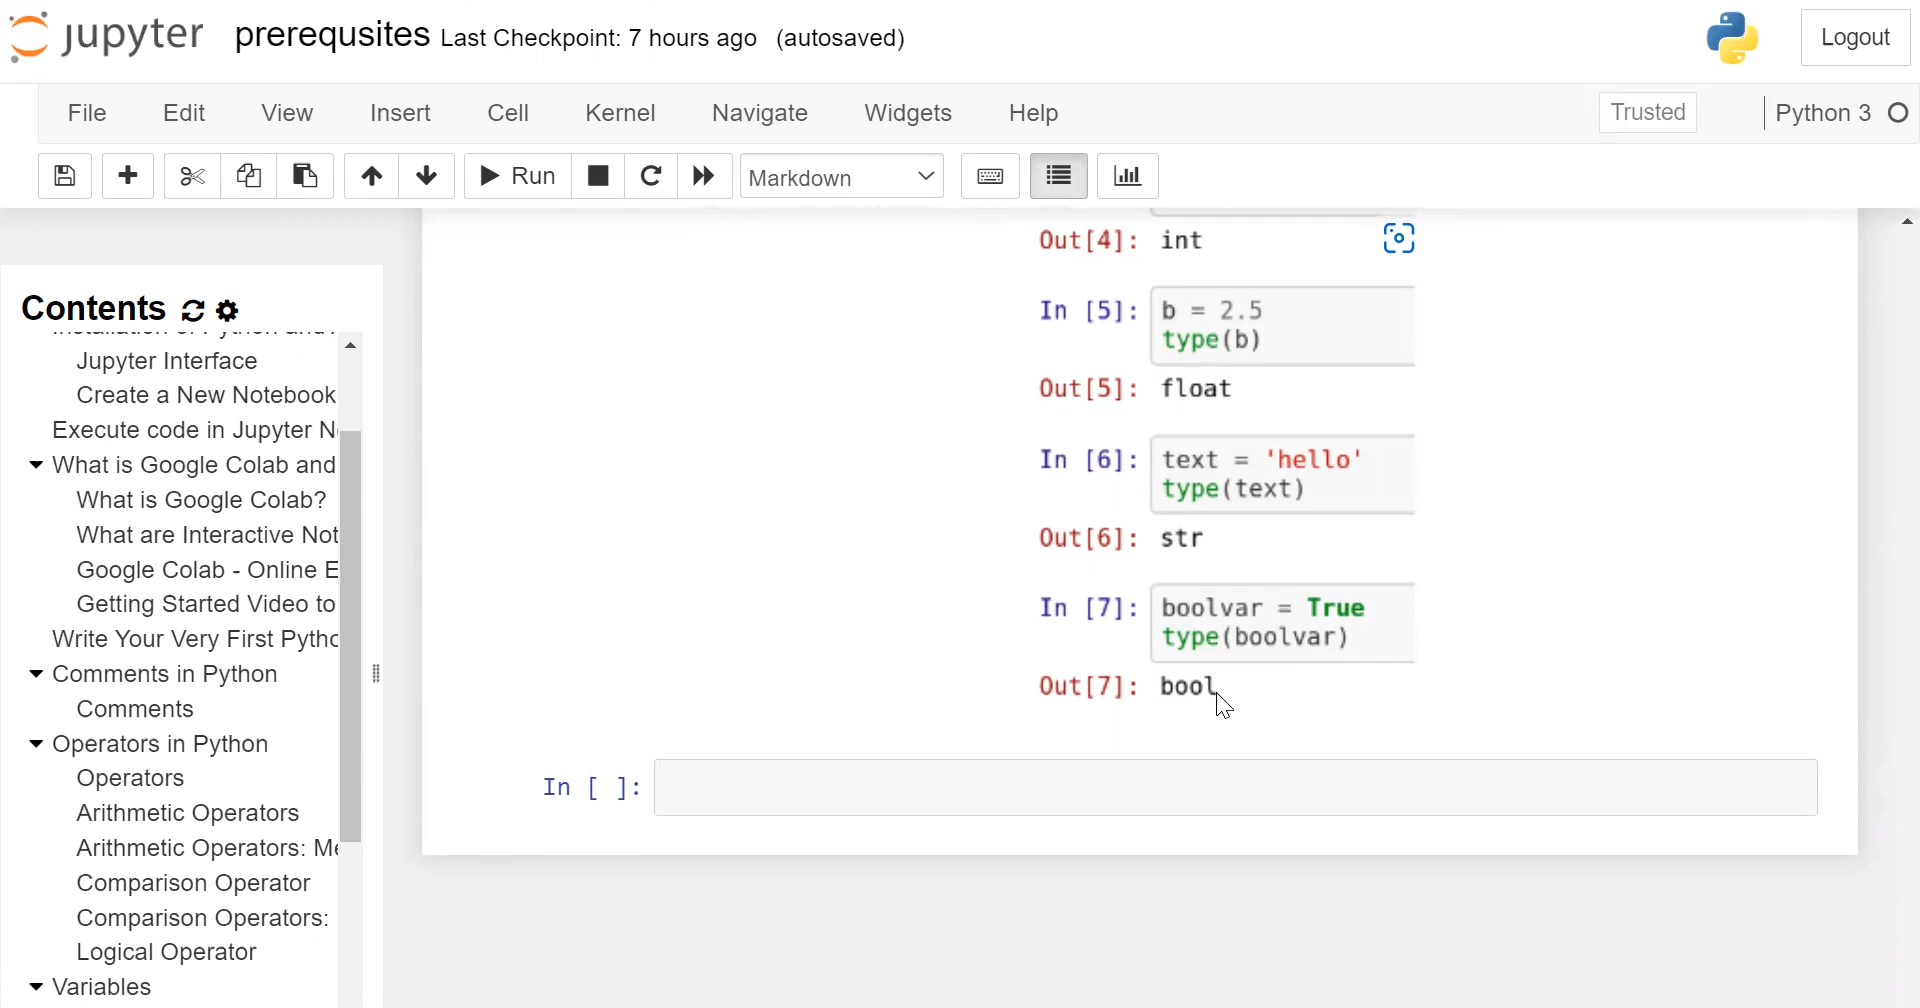 jupyter prerequsites Last Checkpoint: 7 hours ago (autosaved)
Logout
File Edit View Insert Cell Kernel Navigate Widgets Help
Trusted
Python 3
Run
Markdown
Contents
Jupyter Interface
Create a New Notebook
Execute code in Jupyter N
What is Google Colab and
What is Google Colab?
What are Interactive Not
Google Colab - Online E
Getting Started Video to
Write Your Very First Pytho
Comments in Python
Comments
Operators in Python
Operators
Arithmetic Operators
Arithmetic Operators: Me
Comparison Operator
Comparison Operators:
Logical Operator
Variables
Out[4]: int
In [5]: b = 2.5
type(b)
Out[5]: float
In [6]: text = 'hello'
type(text)
Out[6]: str
In [7]: boolvar = True
type(boolvar)
Out[7]: bool
In [ ]: